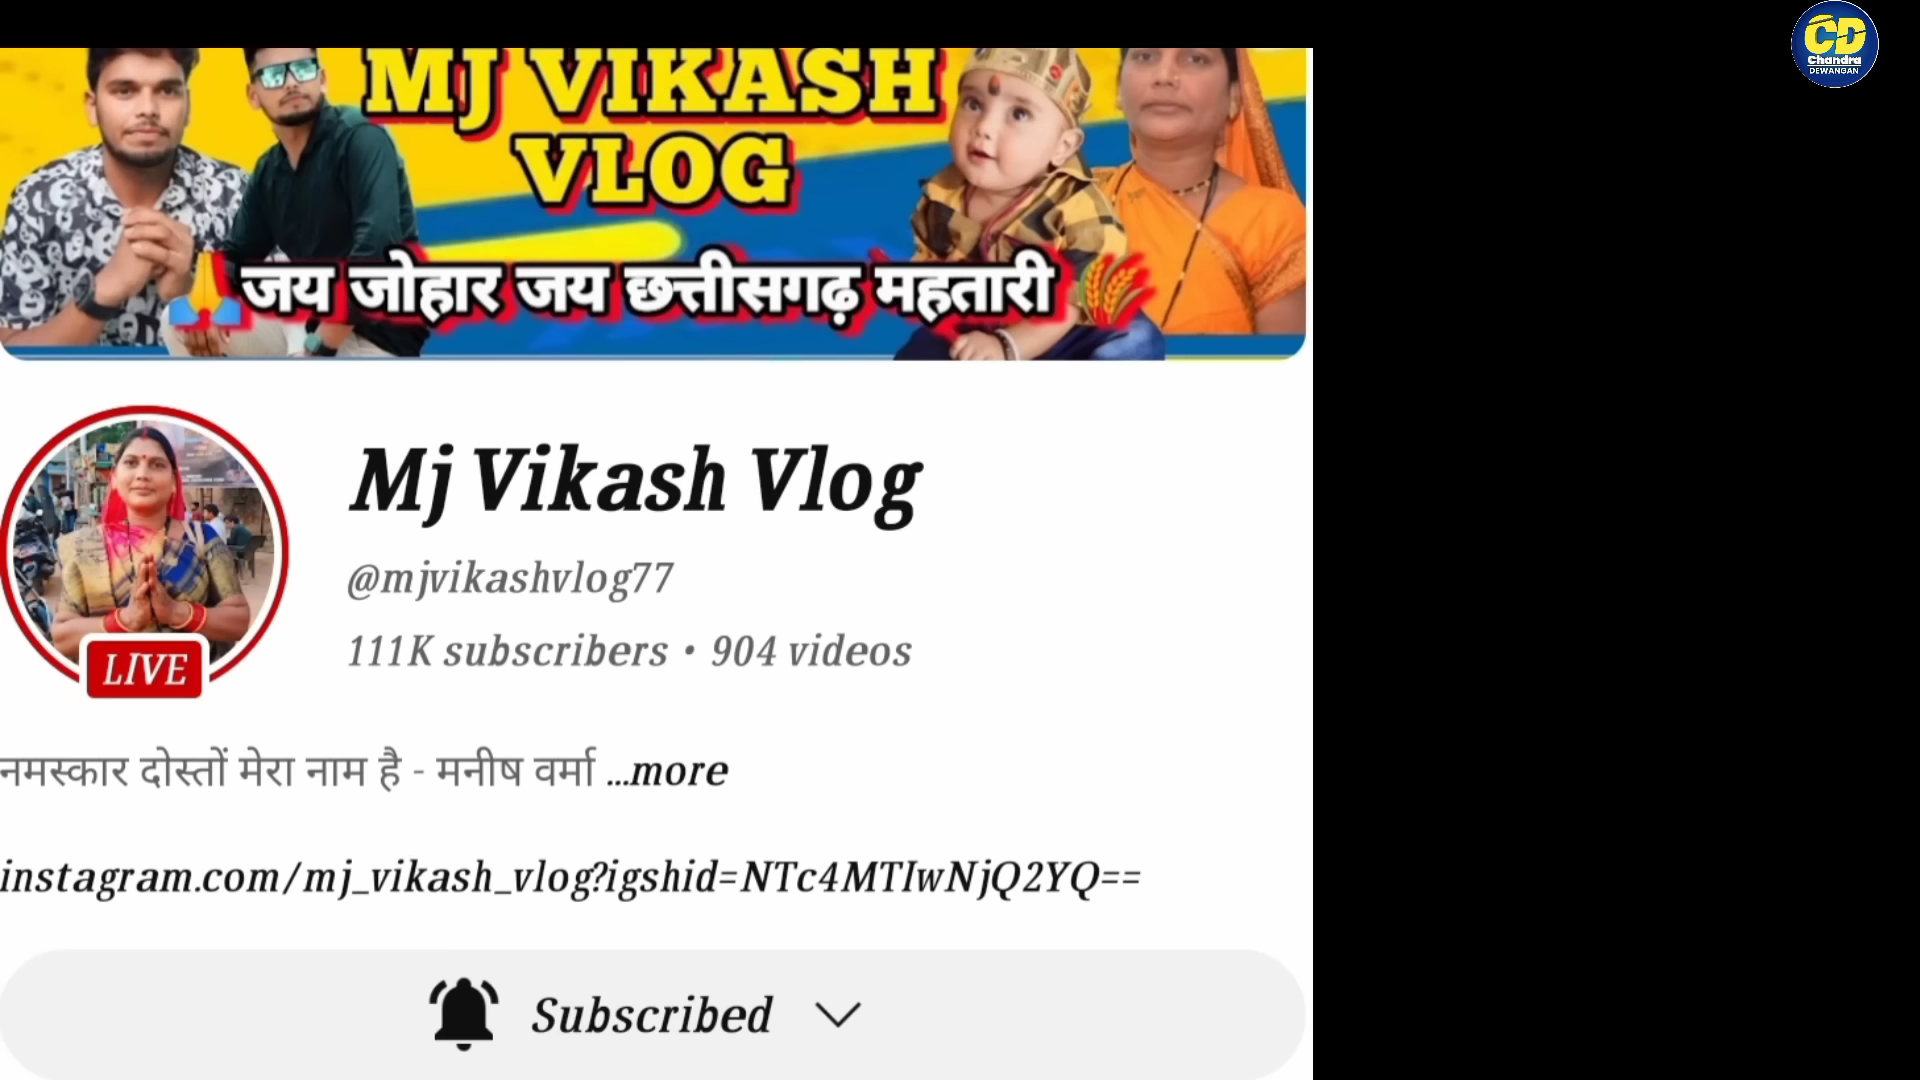 CD
Chandra
DEWANGAN
MJ VIKASH
VLOG
🙏जय जोहार जय छत्तीसगढ़ महतारी🌾
Mj Vikash Vlog
@mjvikashvlog77
111K subscribers • 904 videos
LIVE
नमस्कार दोस्तों मेरा नाम है - मनीष वर्मा ...more
instagram.com/mj_vikash_vlog?igshid=NTc4MTIwNjQ2YQ==
Subscribed